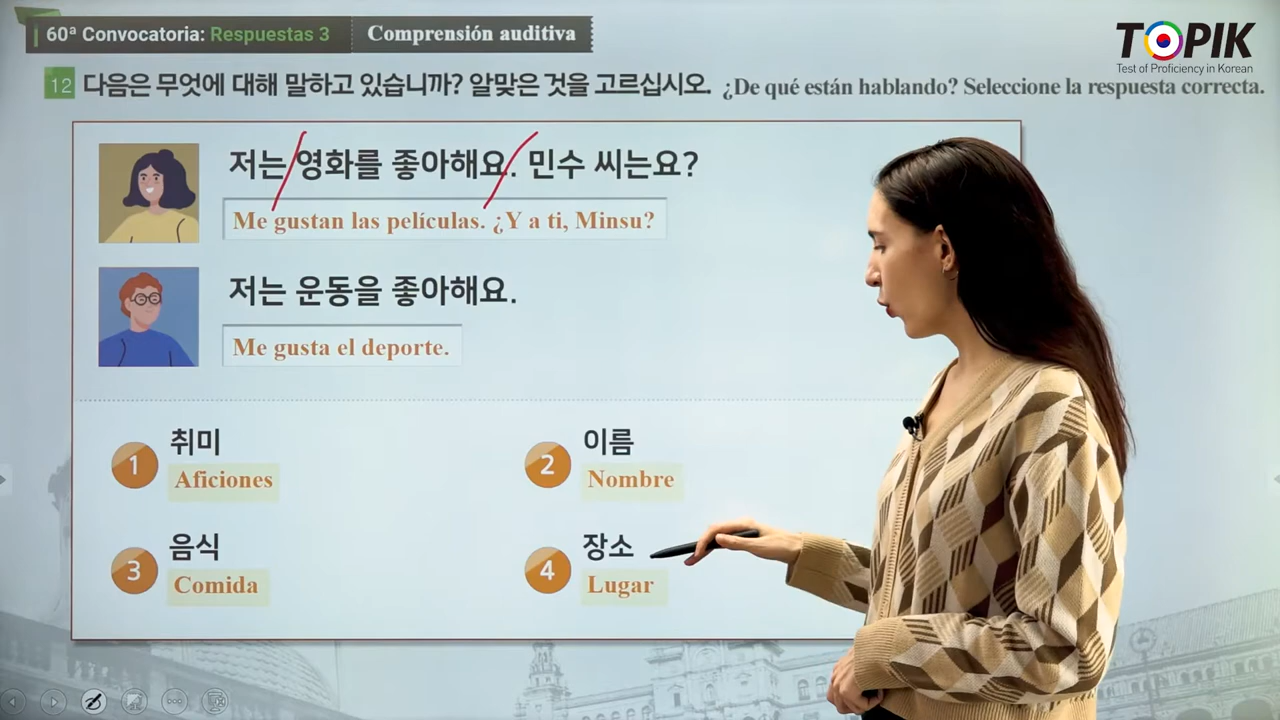 60ª Convocatoria: Respuestas 3 Comprensión auditiva
TOPIK
Test of Proficiency in Korean
12 다음은 무엇에 대해 말하고 있습니까? 알맞은 것을 고르십시오. ¿De qué están hablando? Seleccione la respuesta correcta.
저는 영화를 좋아해요. 민수 씨는요?
Me gustan las películas. ¿Y a ti, Minsu?
저는 운동을 좋아해요.
Me gusta el deporte.
1 취미
Aficiones
2 이름
Nombre
3 음식
Comida
4 장소
Lugar